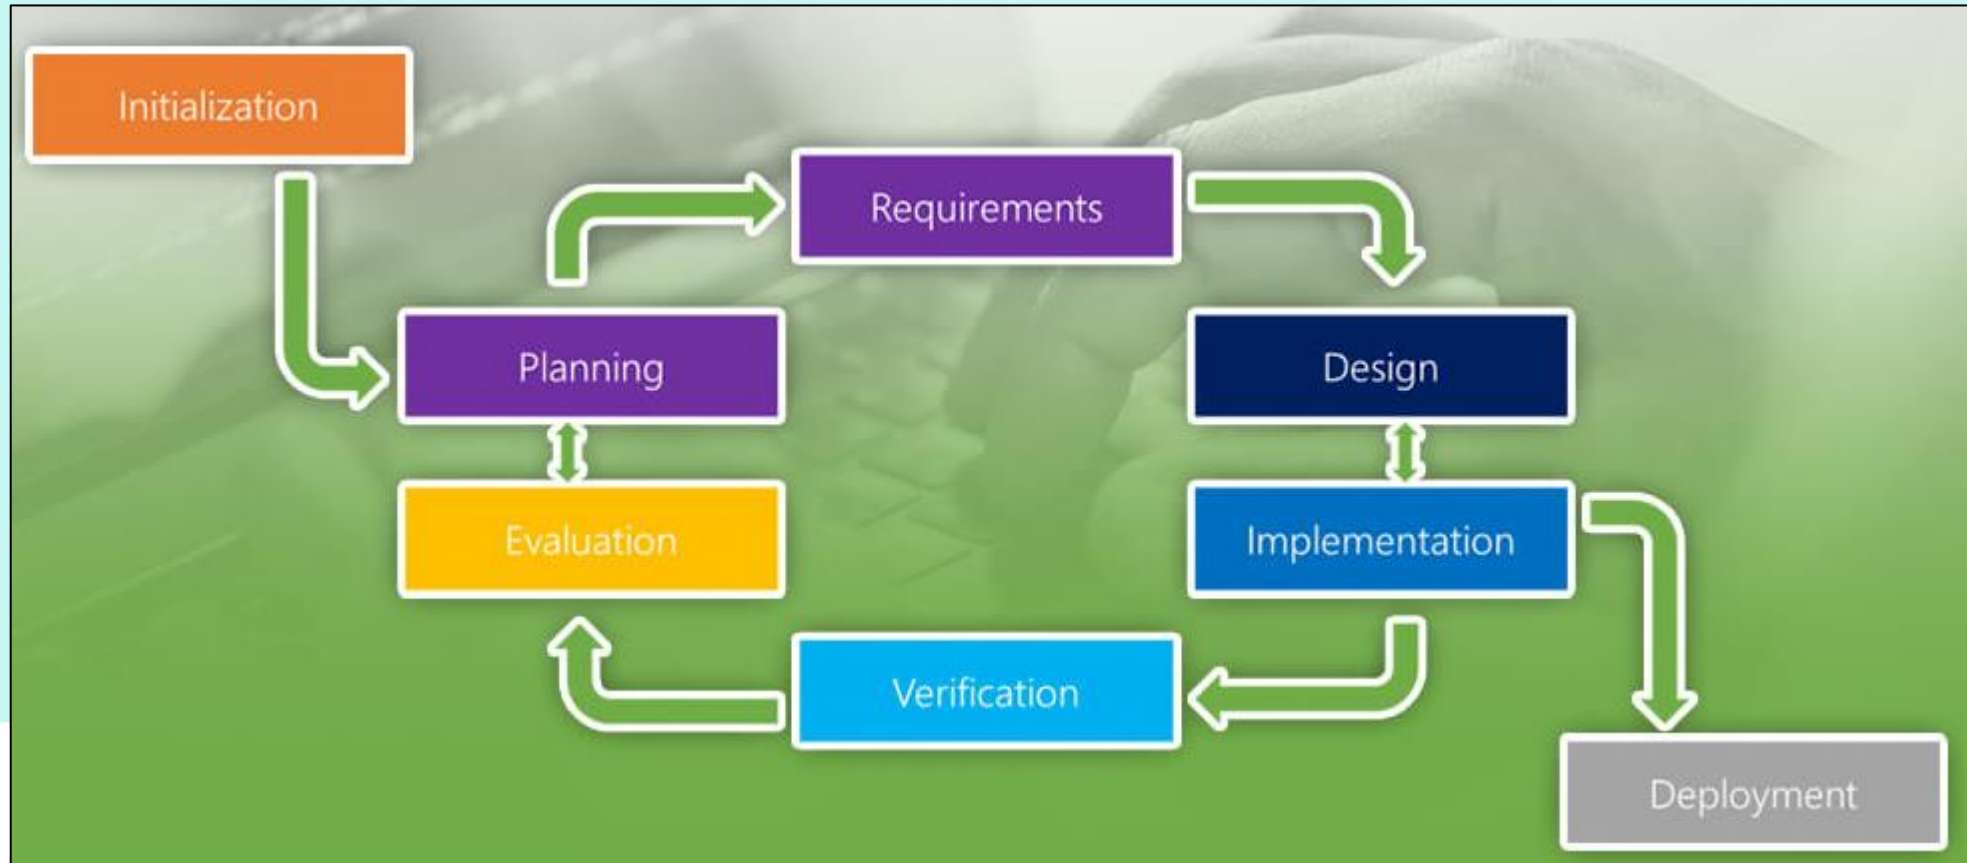 Initialization
Requirements
Planning
Design
Evaluation
Implementation
Verification
Deployment